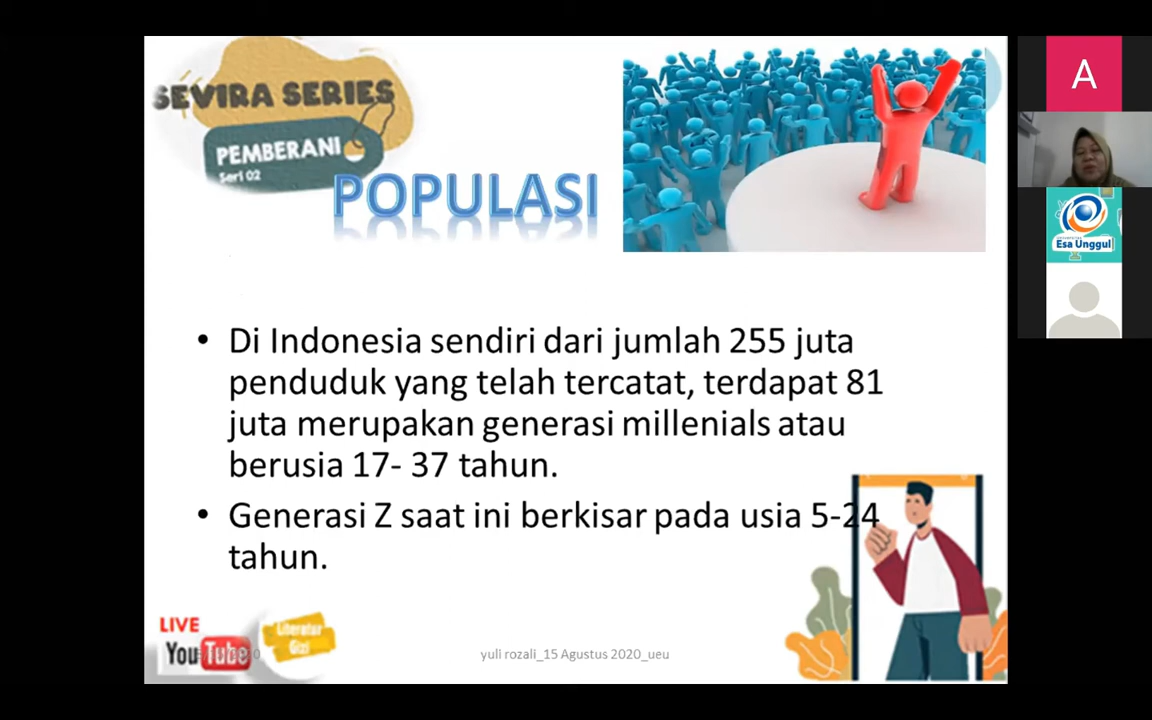 SEVIRA SERIES
PEMBERANI
Seri 02
POPULASI
• Di Indonesia sendiri dari jumlah 255 juta
penduduk yang telah tercatat, terdapat 81
juta merupakan generasi millenials atau
berusia 17- 37 tahun.
• Generasi Z saat ini berkisar pada usia 5-24
tahun.
LIVE
YouTube
Literatur
Gizi
yuli rozali_15 Agustus 2020_ueu
A
Esa Unggul